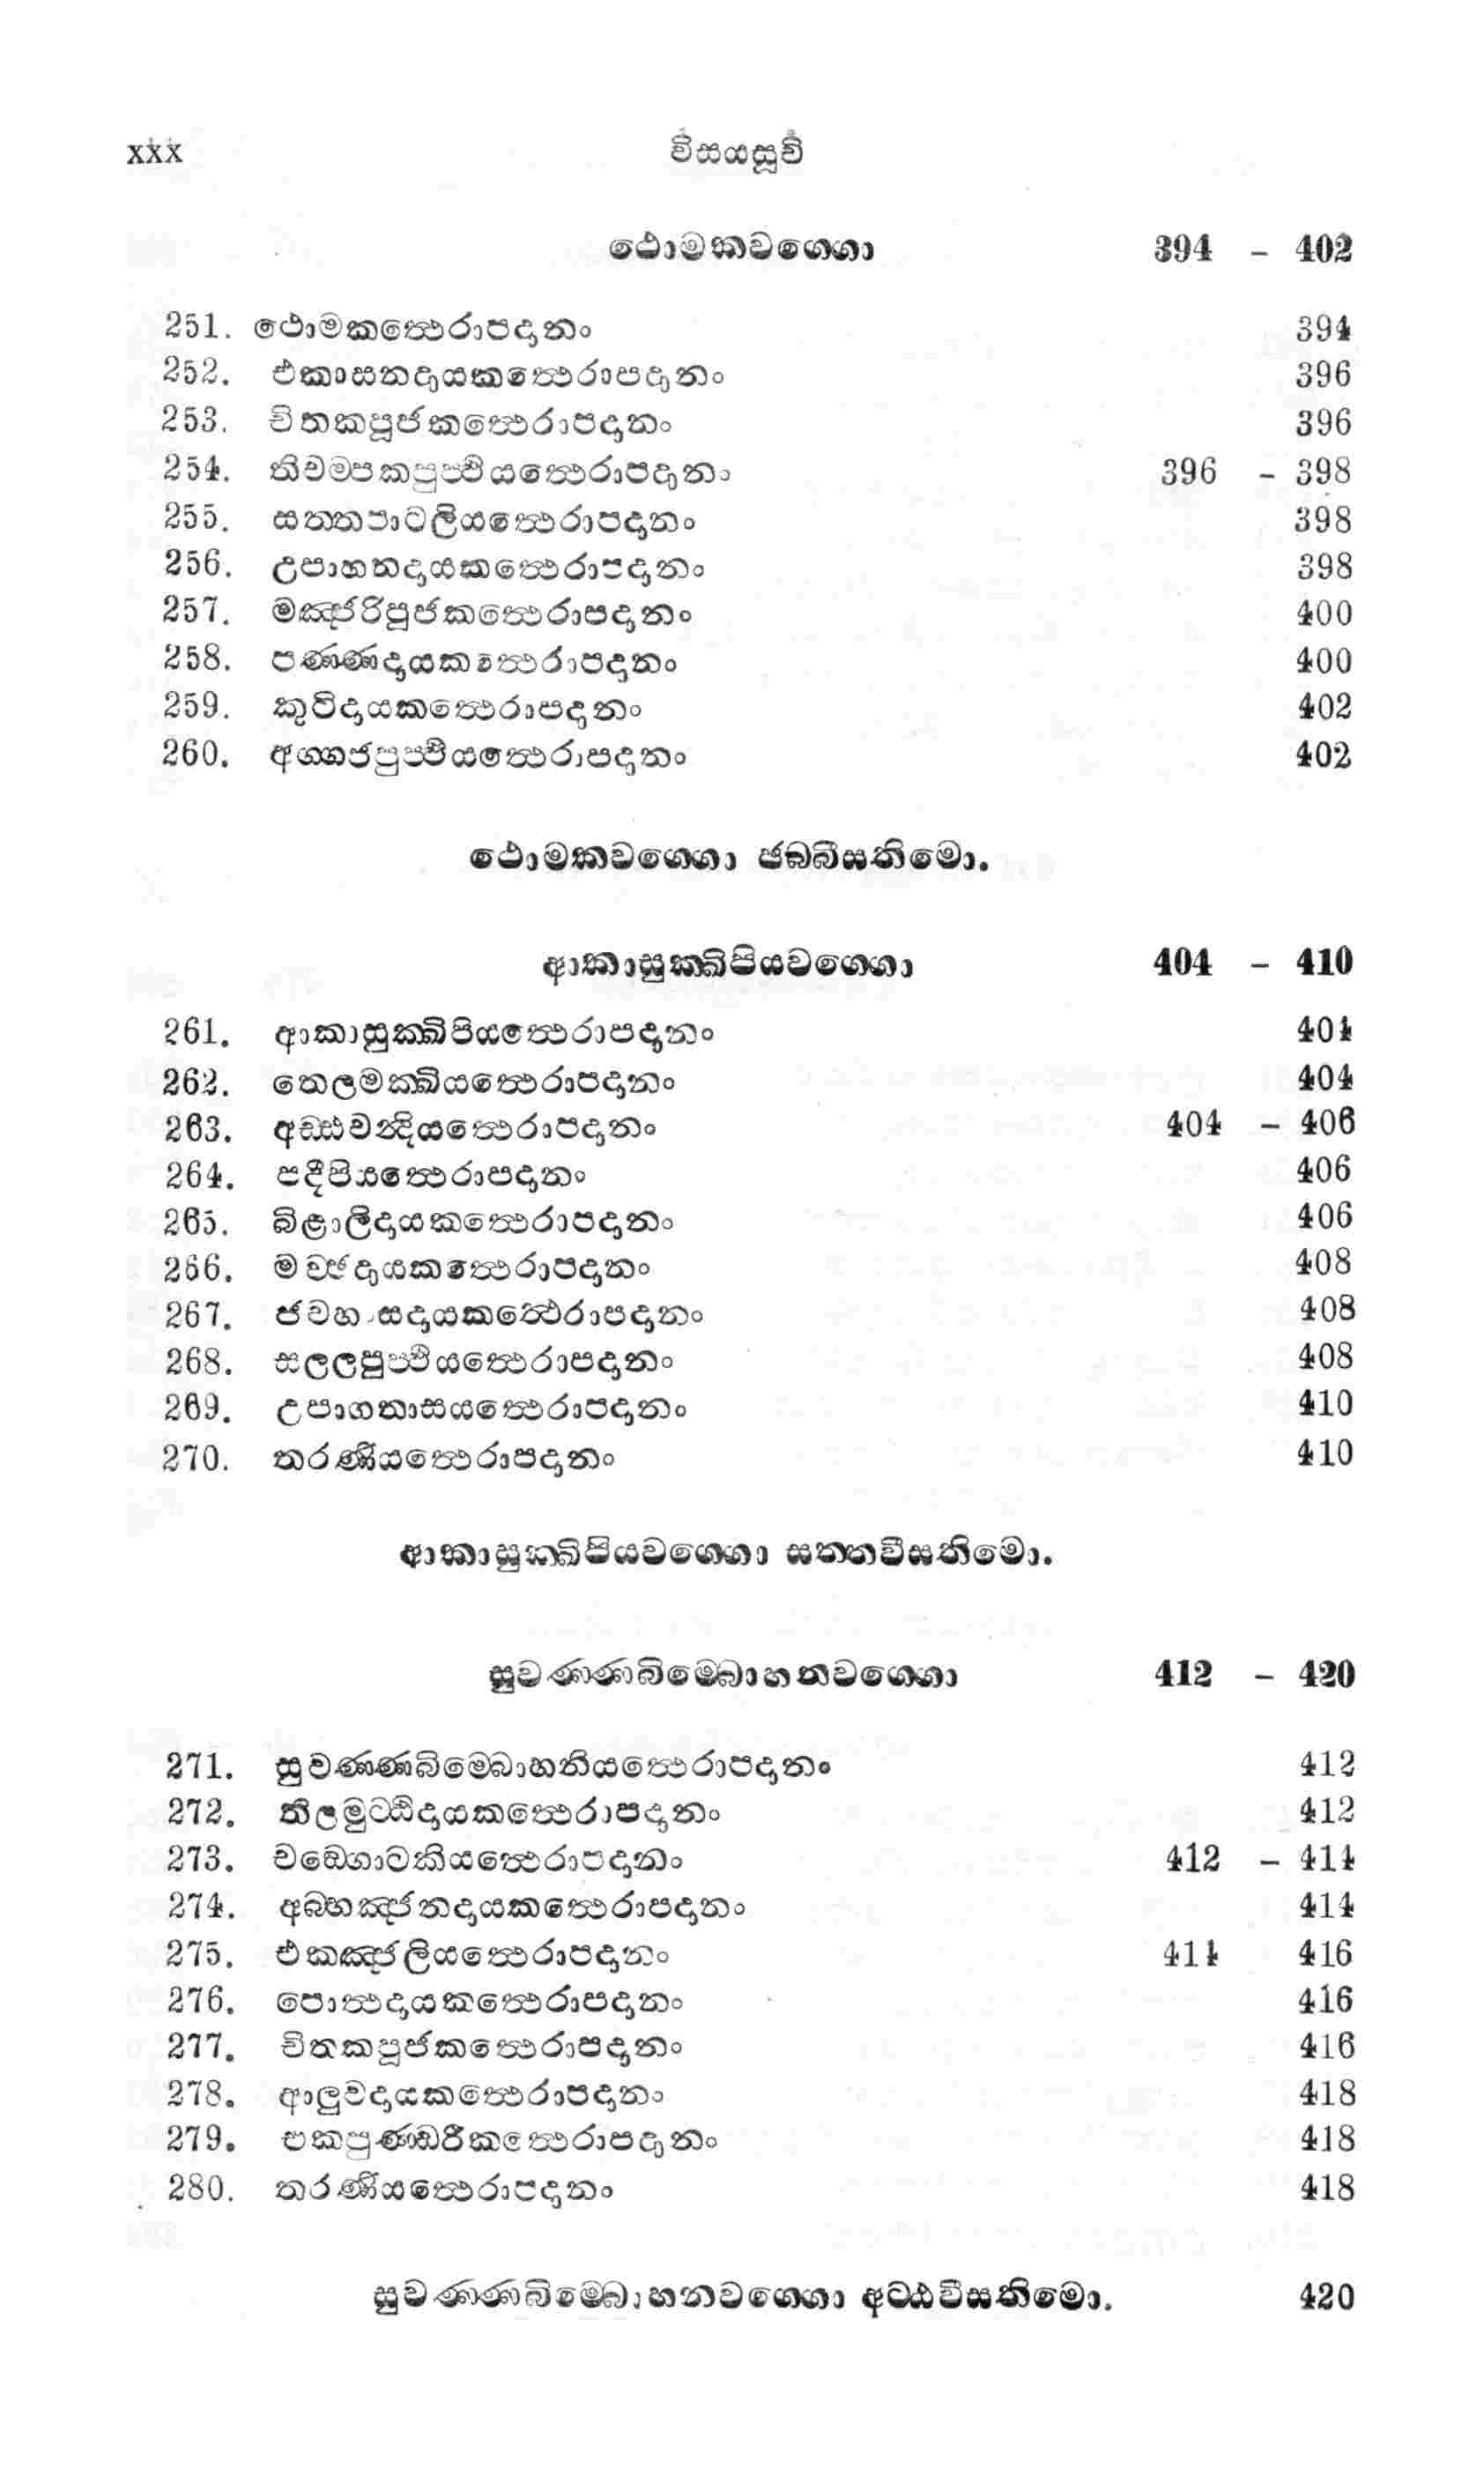 xxx විසයසූචි
ථොමකවග්ගො 394 - 402
251. ථොමකත්ථෙරාපදානං 394
252. එකාසනදායකත්ථෙරාපදානං 396
253. චිතකපූජකත්ථෙරාපදානං 396
254. තිචම්පකපුප්ඵියත්ථෙරාපදානං 396 - 398
255. සත්තපාටලියත්ථෙරාපදානං 398
256. උපාහනදායකත්ථෙරාපදානං 398
257. මඤ්ජරිපූජකත්ථෙරාපදානං 400
258. පණ්ණදායකත්ථෙරාපදානං 400
259. කුටිදායකත්ථෙරාපදානං 402
260. අග්ගජපුප්ඵියත්ථෙරාපදානං 402
ථොමකවග්ගො ඡබ්බීසතිමො.
ආකාසුක්ඛිපියවග්ගො 404 - 410
261. ආකාසුක්ඛිපියත්ථෙරාපදානං 404
262. තෙලමක්ඛියත්ථෙරාපදානං 404
263. අඩ්ඪචන්දියත්ථෙරාපදානං 404 - 406
264. පදීපියත්ථෙරාපදානං 406
265. බිළාලිදායකත්ථෙරාපදානං 406
266. මච්ඡදායකත්ථෙරාපදානං 408
267. ජවහංසදායකත්ථෙරාපදානං 408
268. සලලපුප්ඵියත්ථෙරාපදානං 408
269. උපාගතාසයත්ථෙරාපදානං 410
270. තරණීයත්ථෙරාපදානං 410
ආකාසුක්ඛිපියවග්ගො සත්තවීසතිමො.
සුවණ්ණබිම්බොහනවග්ගො 412 - 420
271. සුවණ්ණබිම්බොහනියත්ථෙරාපදානං 412
272. තිලමුට්ඨිදායකත්ථෙරාපදානං 412
273. චඞ්ගොටකියත්ථෙරාපදානං 412 - 414
274. අබ්භඤ්ජනදායකත්ථෙරාපදානං 414
275. එකඤ්ජලියත්ථෙරාපදානං 414 416
276. පොත්ථදායකත්ථෙරාපදානං 416
277. චිතකපූජකත්ථෙරාපදානං 416
278. ආලුවදායකත්ථෙරාපදානං 418
279. එකපුණ්ඩරීකත්ථෙරාපදානං 418
280. තරණීයත්ථෙරාපදානං 418
සුවණ්ණබිම්බොහනවග්ගො අට්ඨවීසතිමො. 420